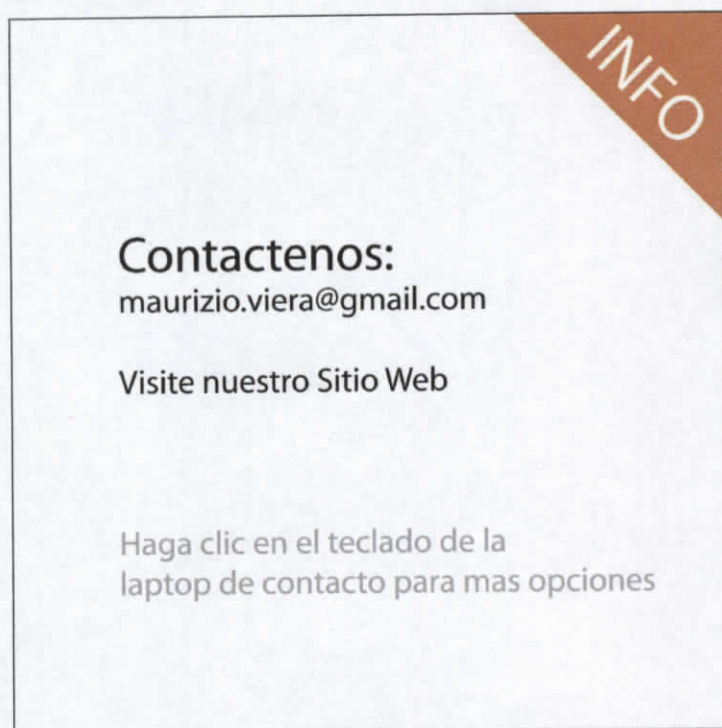 INFO
Contactenos:
maurizio.viera@gmail.com
Visite nuestro Sitio Web
Haga clic en el teclado de la
laptop de contacto para mas opciones